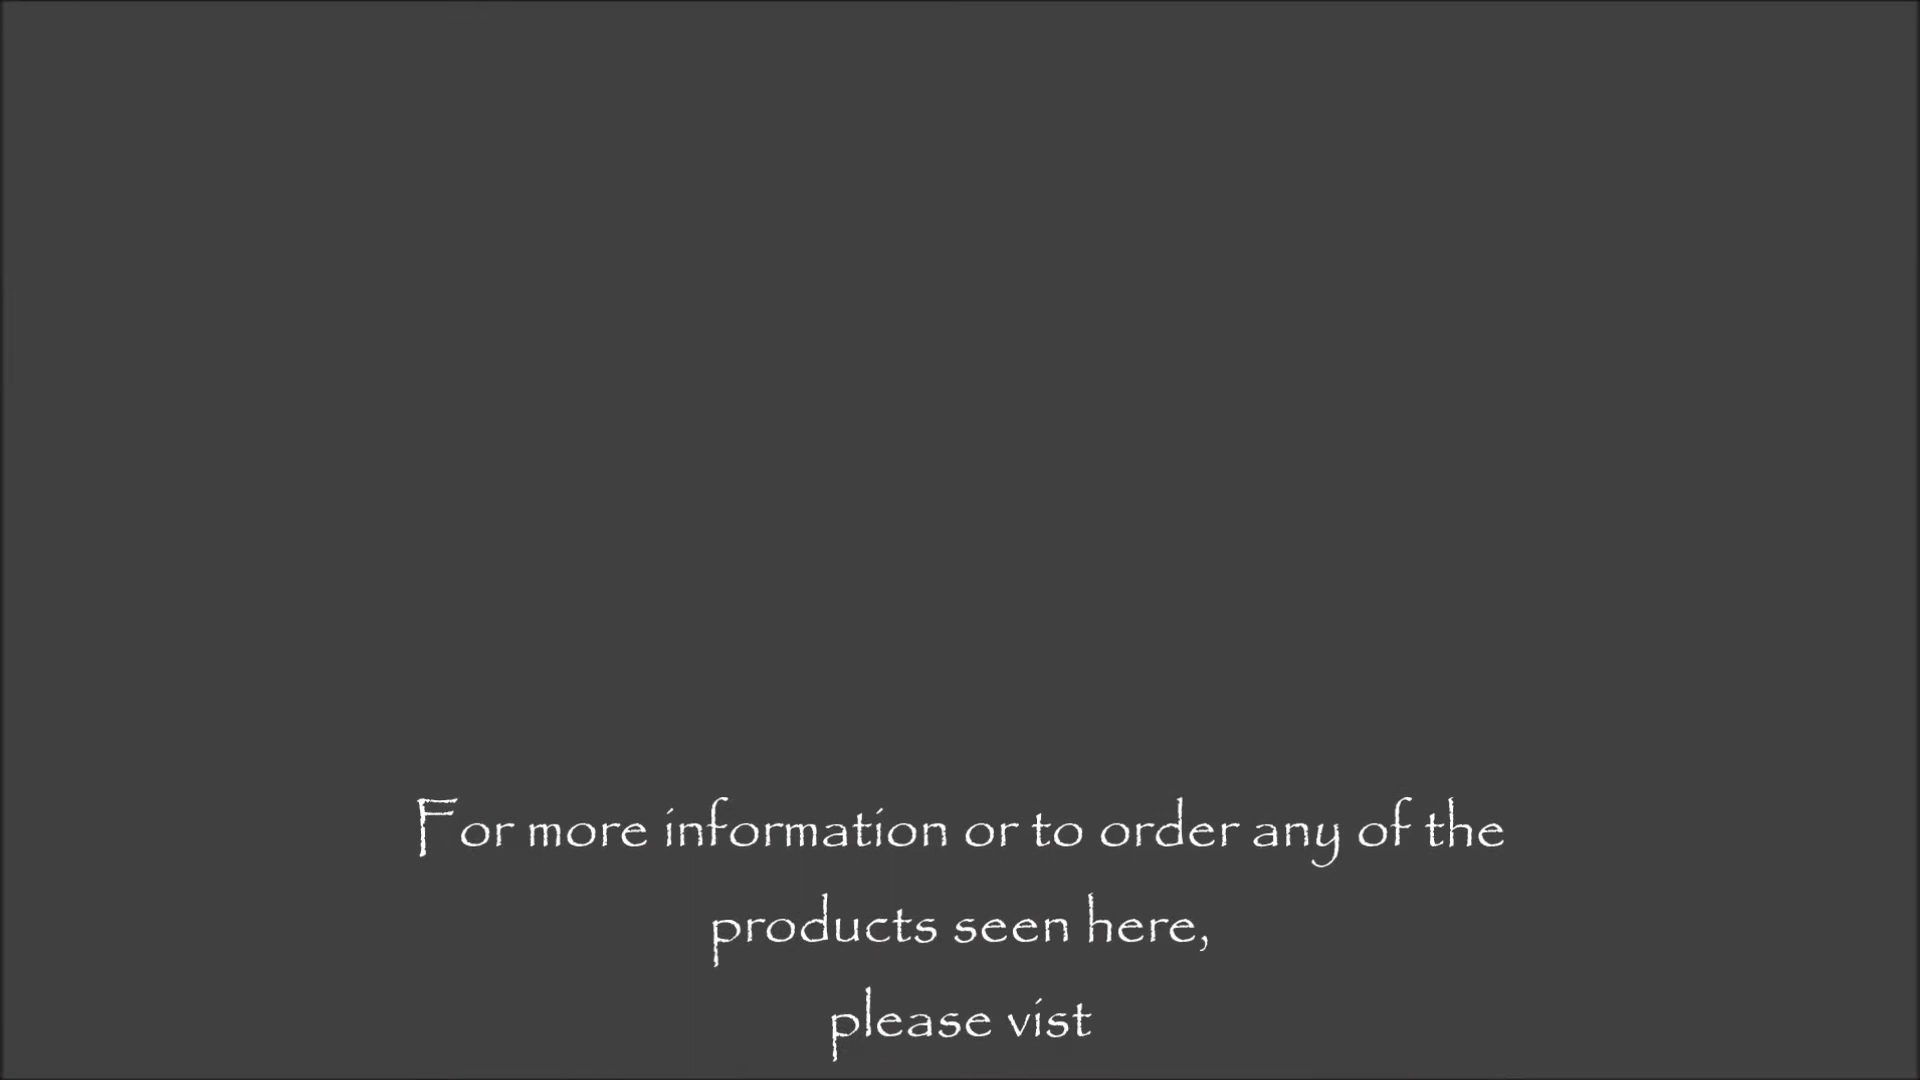 For more information or to order any of the
products seen here,
please vist